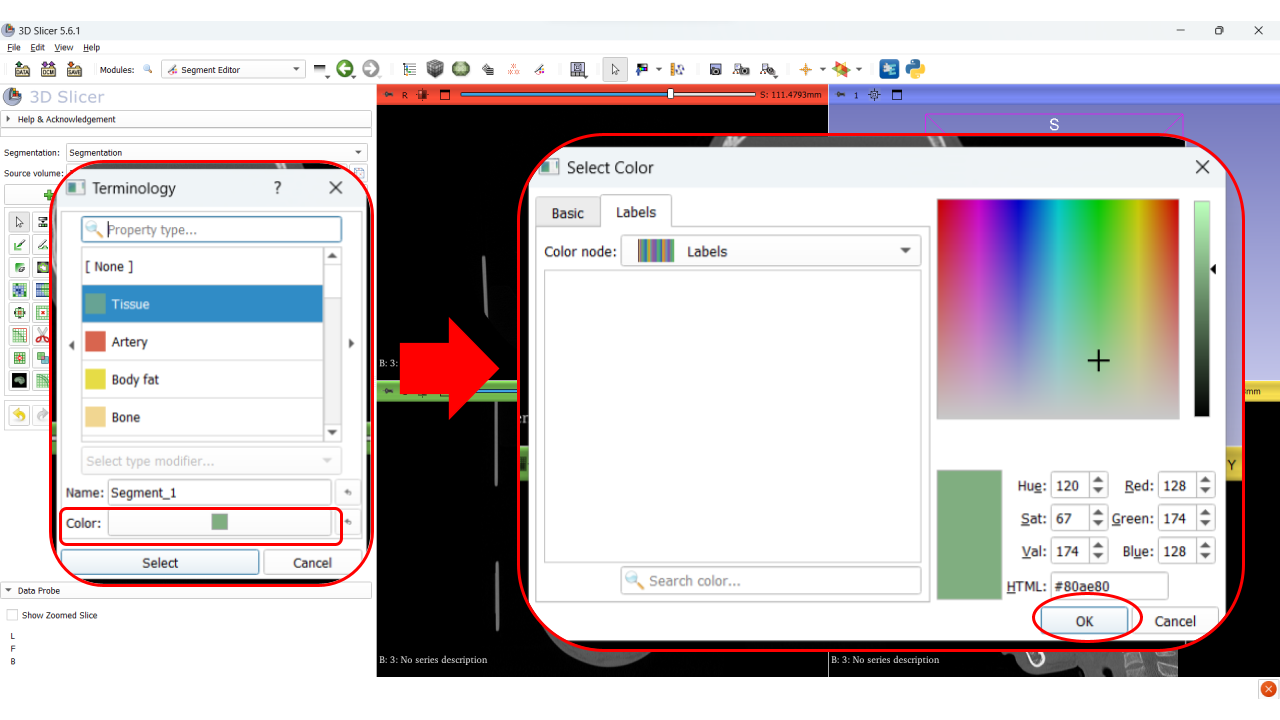 3D Slicer 5.6.1
File Edit View Help
DATA DCM SAVE Modules: Segment Editor
3D Slicer
Help & Acknowledgement
Segmentation: Segmentation
Source volume:
R S: 111.4793mm
1
S
B: 3:
mm
Y
Terminology ?
Property type...
[ None ]
Tissue
Artery
Body fat
Bone
Select type modifier...
Name: Segment_1
Color:
Select Cancel
Select Color
Basic Labels
Color node: Labels
Search color...
Hue: 120 Red: 128
Sat: 67 Green: 174
Val: 174 Blue: 128
HTML: #80ae80
OK Cancel
Data Probe
Show Zoomed Slice
L
F
B
B: 3: No series description
B: 3: No series description